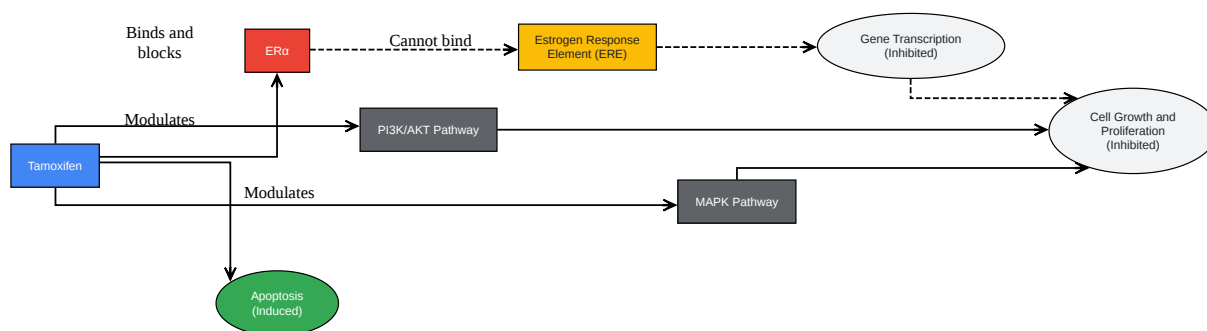 Binds and
blocks
ERα
Cannot bind
Estrogen Response
Element (ERE)
Gene Transcription
(Inhibited)
Modulates
PI3K/AKT Pathway
Cell Growth and
Proliferation
(Inhibited)
Tamoxifen
Modulates
MAPK Pathway
Apoptosis
(Induced)